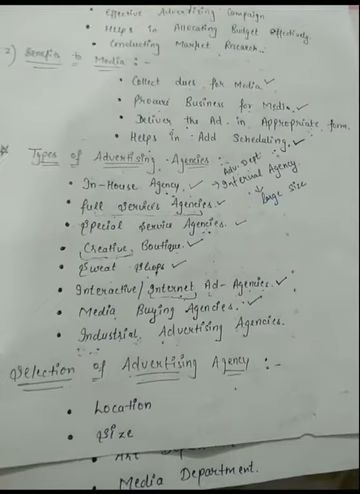 • Effective Advertising Campaign
• Helps in Allocating Budget effectively.
• Conducting Market Research.
2) Benefits to Media :-
• Collect dues for Media ✓
• Procure Business for Media. ✓
• Deliver the Ad. in Appropriate form.
• Helps in Add Scheduling. ✓
* Types of Advertising Agencies :-
Adv. Dept
• In-House Agency. ✓ → Internal Agency.
↓
• full Services Agencies. ✓ large Size
• Special Service Agencies. ✓
• Creative Boutique. ✓
• Sweat Shops ✓
• Interactive/Internet Ad-Agencies. ✓
• Media Buying Agencies. ✓
• Industrial Advertising Agencies.
Selection of Advertising Agency :-
• Location
• Size
• Media Department.